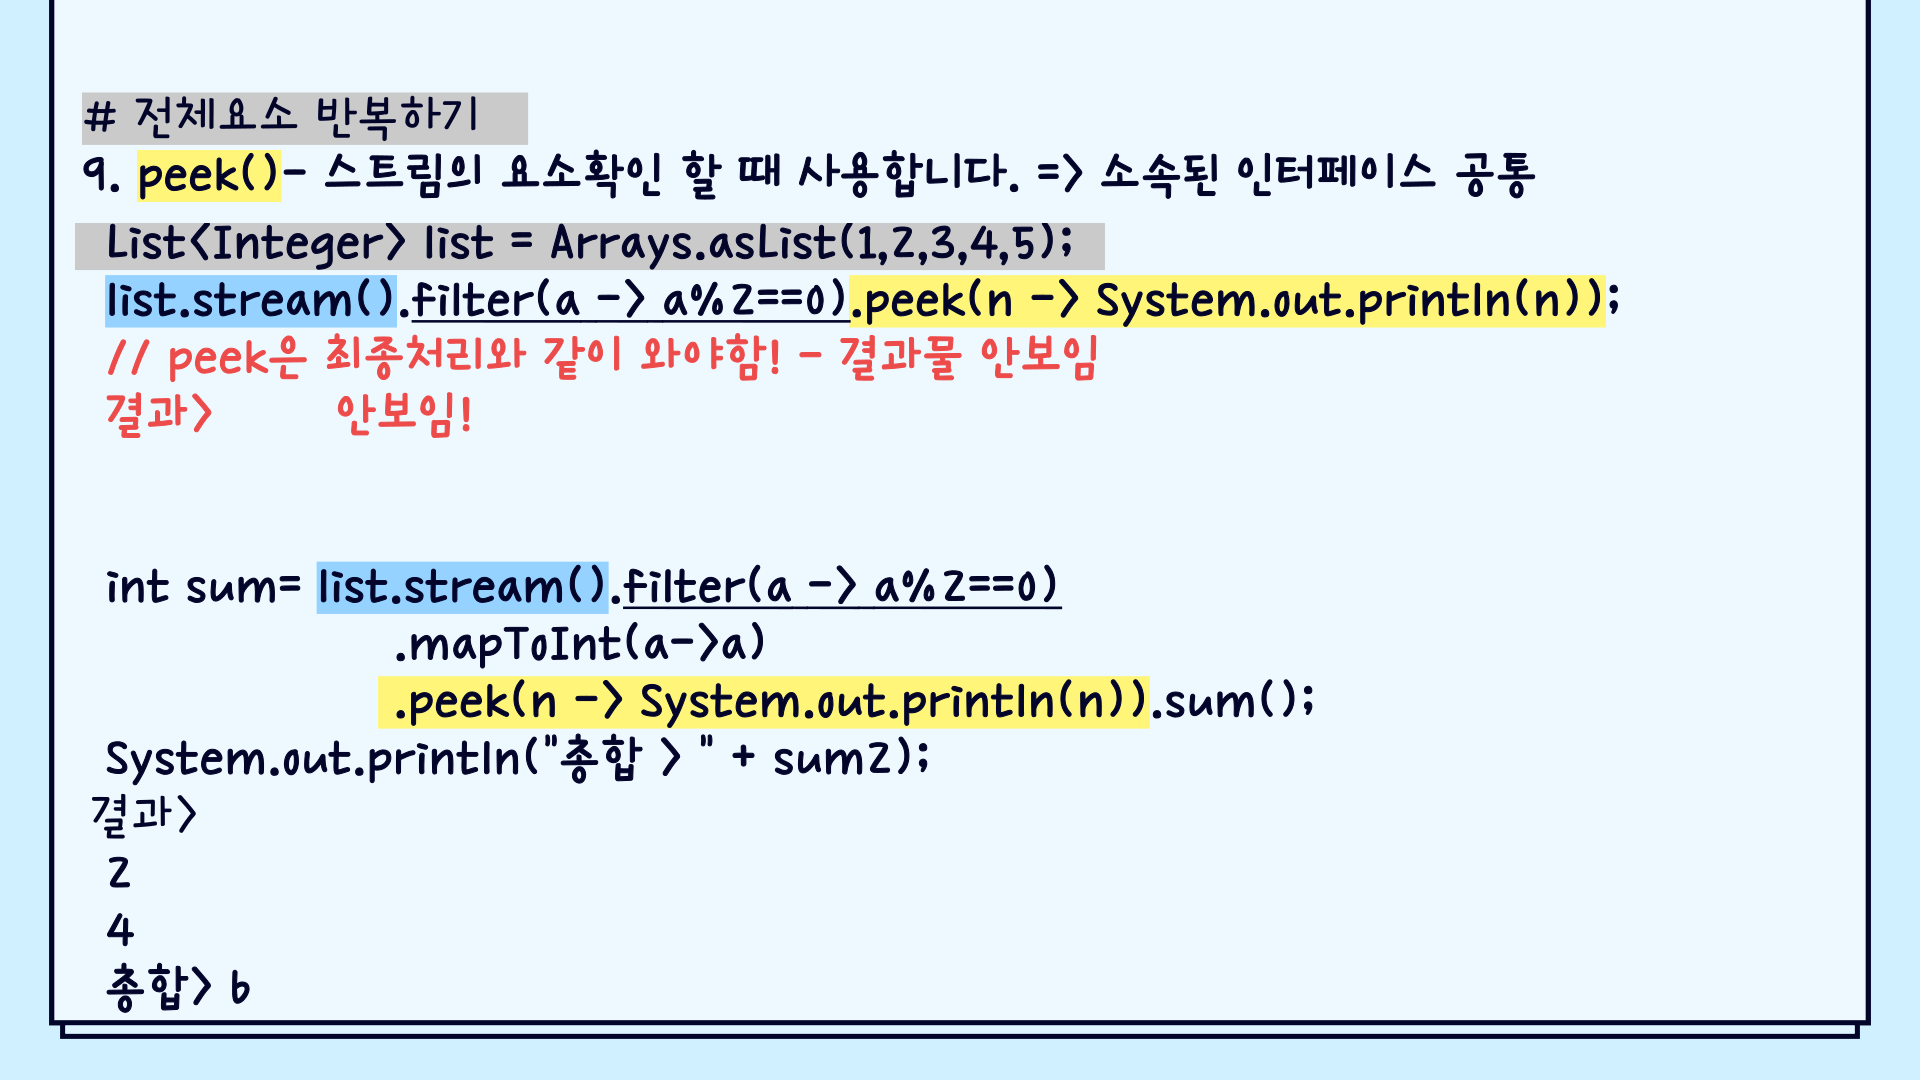 # 전체요소 반복하기
9. peek()- 스트림의 요소확인 할 때 사용합니다. => 소속된 인터페이스 공통
List<Integer> list = Arrays.asList(1,2,3,4,5);
list.stream().filter(a -> a%2==0).peek(n -> System.out.println(n));
// peek은 최종처리와 같이 와야함! - 결과물 안보임
결과> 안보임!
int sum= list.stream().filter(a -> a%2==0)
.mapToInt(a->a)
.peek(n -> System.out.println(n)).sum();
System.out.println("총합 > " + sum2);
결과>
2
4
총합> 6